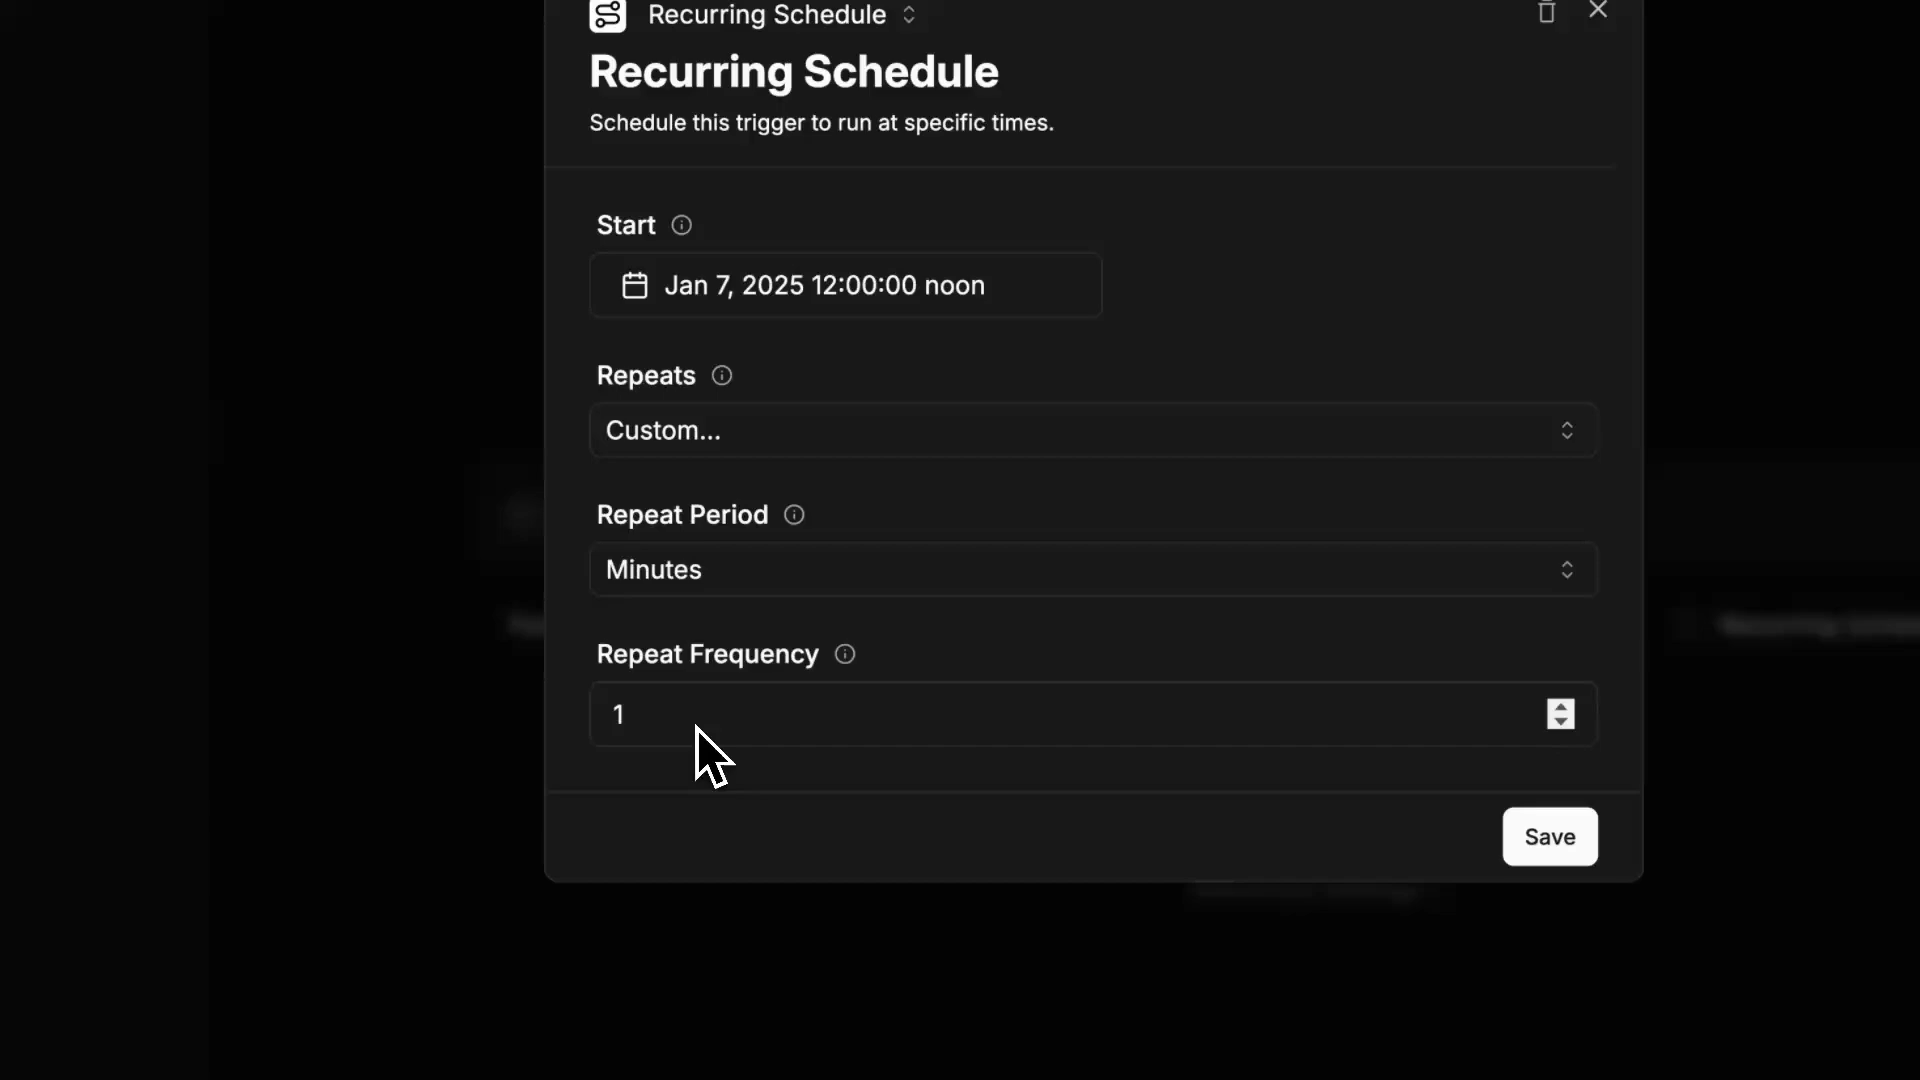 Recurring Schedule
Recurring Schedule
Schedule this trigger to run at specific times.
Start
Jan 7, 2025 12:00:00 noon
Repeats
Custom...
Repeat Period
Minutes
Repeat Frequency
1
Save